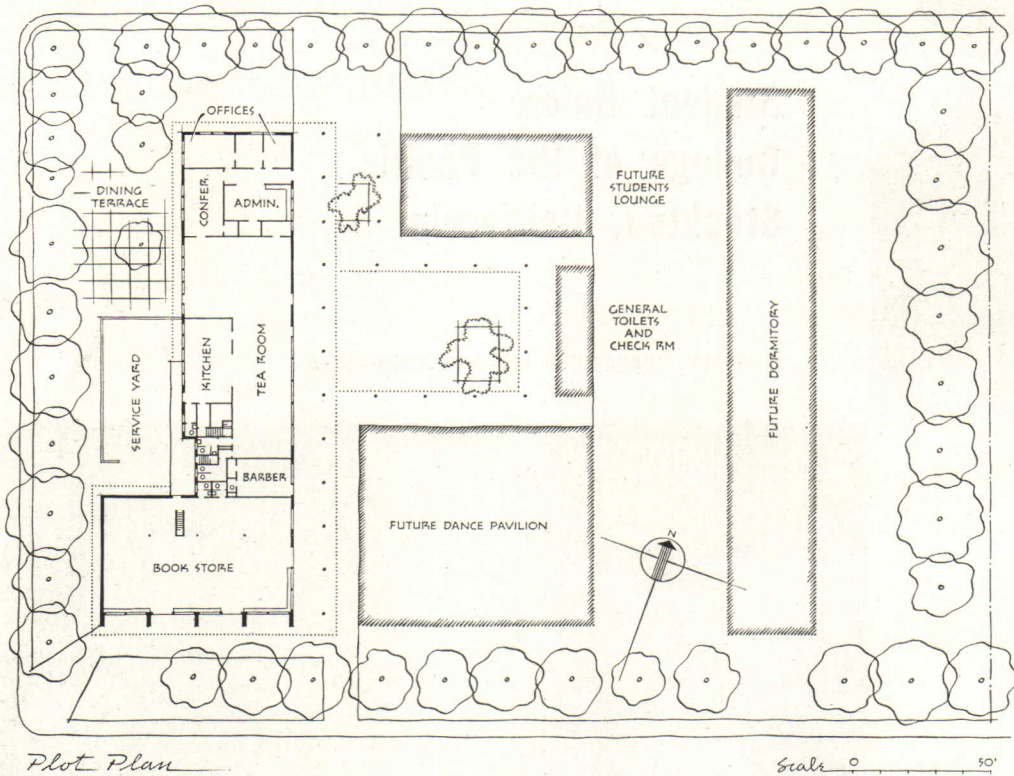 OFFICES
DINING
TERRACE
CONFER.
ADMIN.
FUTURE
STUDENTS
LOUNGE
GENERAL
TOILETS
AND
CHECK RM
FUTURE DORMITORY
SERVICE YARD
KITCHEN
TEA ROOM
BARBER
FUTURE DANCE PAVILION
BOOK STORE
N
Plot Plan
Scale 0 50'